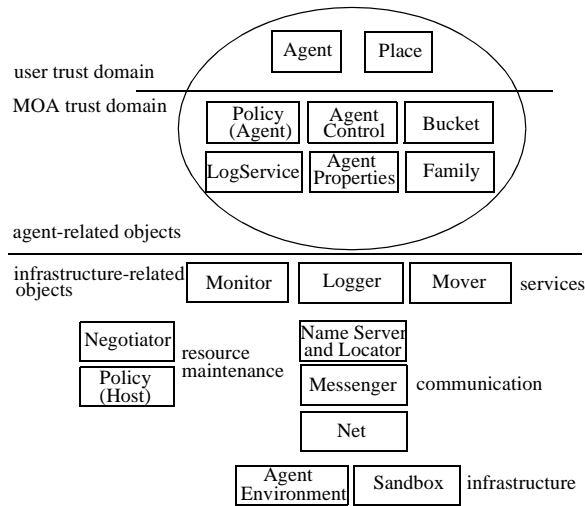 Agent
Place
user trust domain
MOA trust domain
Policy
(Agent)
Agent
Control
Bucket
LogService
Agent
Properties
Family
agent-related objects
infrastructure-related
objects
Monitor
Logger
Mover
services
Negotiator
Policy
(Host)
resource
maintenance
Name Server
and Locator
Messenger
communication
Net
Agent
Environment
Sandbox
infrastructure